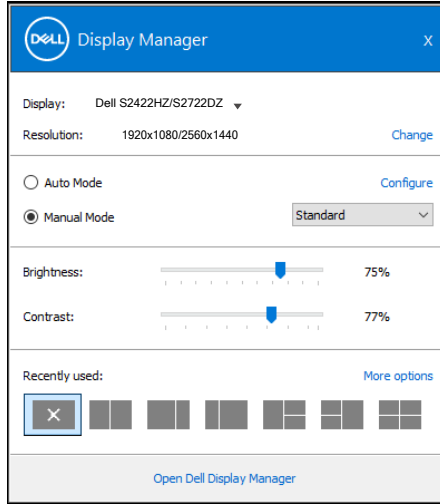 DELL Display Manager X
Display: Dell S2422HZ/S2722DZ
Resolution: 1920x1080/2560x1440 Change
Auto Mode Configure
Manual Mode Standard
Brightness: 75%
Contrast: 77%
Recently used: More options
Open Dell Display Manager